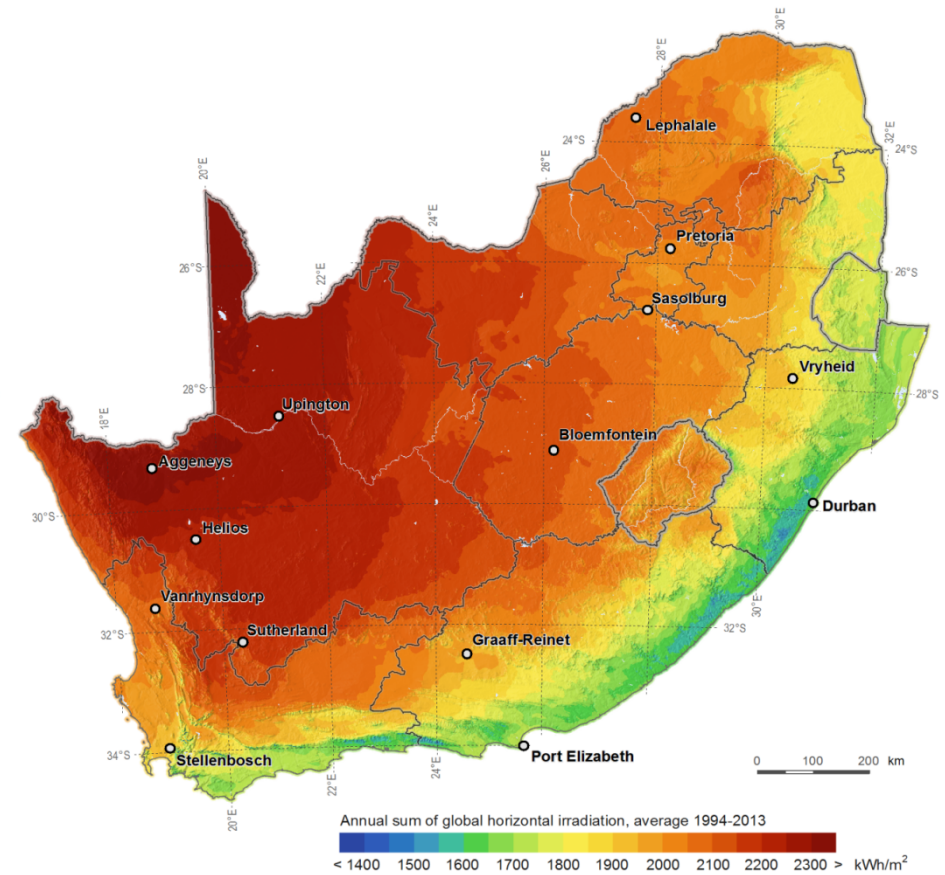 30°E
28°E
Lephalale
24°S
32°E
24°S
26°E
20°E
24°E
Pretoria
26°S
22°E
26°S
Sasolburg
Vryheid
28°S
28°S
Upington
18°E
Bloemfontein
Aggeneys
Durban
30°S
Helios
Vanrhynsdorp
30°E
32°S
Sutherland
32°S
Graaff-Reinet
34°S
Stellenbosch
Port Elizabeth
24°E
22°E
20°E
0 100 200 km
Annual sum of global horizontal irradiation, average 1994-2013
< 1400 1500 1600 1700 1800 1900 2000 2100 2200 2300 > kWh/m²